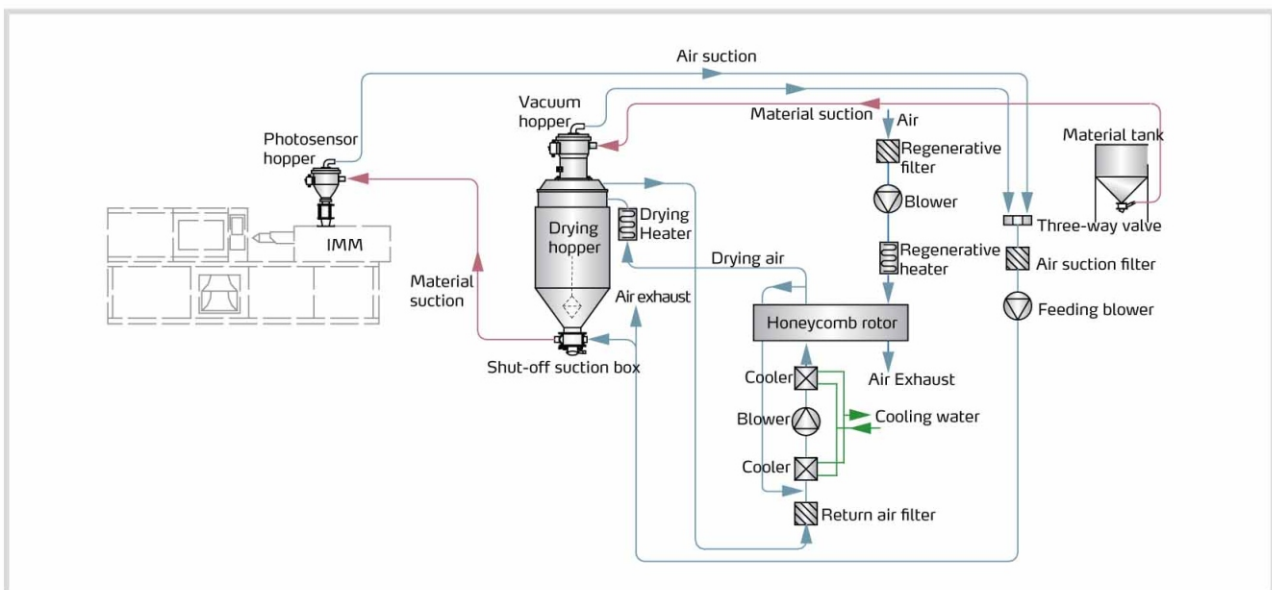 Air suction
Vacuum
hopper
Material suction
Air
Material tank
Photosensor
hopper
Regenerative
filter
Blower
Drying
Heater
Three-way valve
IMM
Drying
hopper
Drying air
Regenerative
heater
Air suction filter
Material
suction
Air exhaust
Feeding blower
Honeycomb rotor
Shut-off suction box
Cooler
Air Exhaust
Blower
Cooling water
Cooler
Return air filter